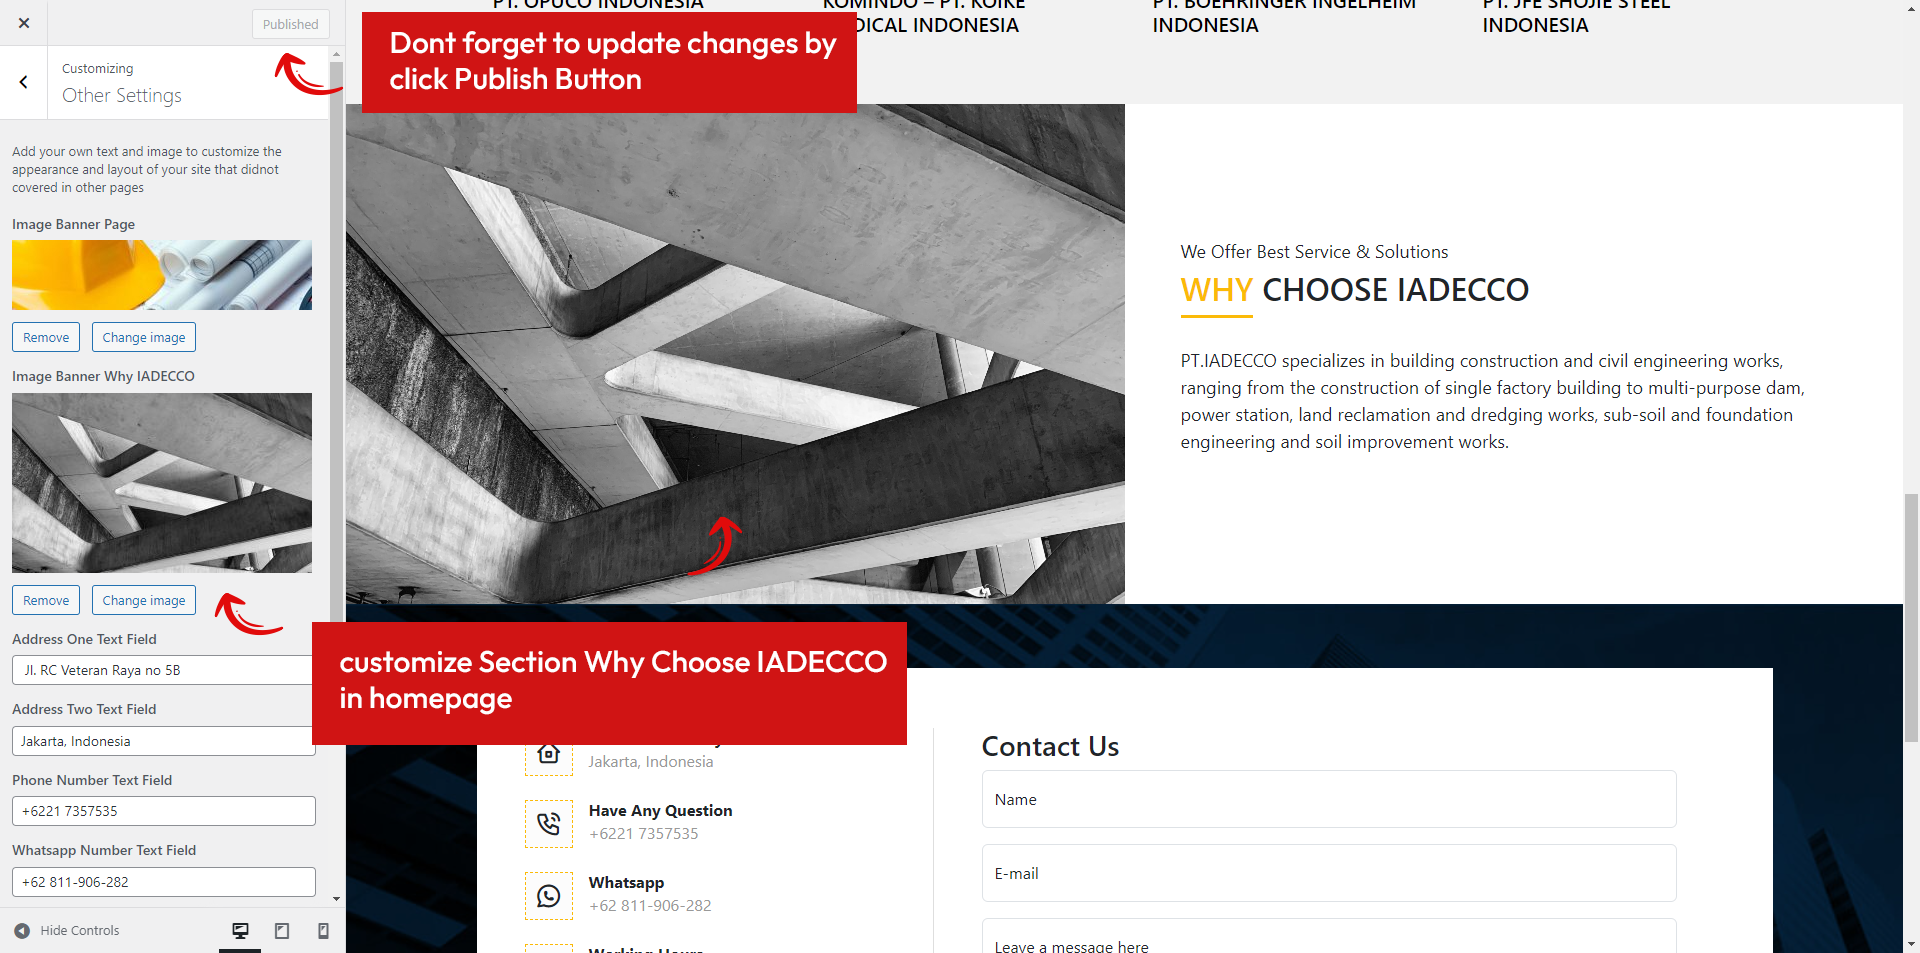 Published
Customizing
Other Settings
Add your own text and image to customize the
appearance and layout of your site that didnot
covered in other pages
Image Banner Page
Remove
Change image
Image Banner Why IADECCO
Remove
Change image
Address One Text Field
Jl. RC Veteran Raya no 5B
Address Two Text Field
Jakarta, Indonesia
Phone Number Text Field
+6221 7357535
Whatsapp Number Text Field
+62 811-906-282
Hide Controls
Dont forget to update changes by
click Publish Button
PT. OPUCO INDONESIA
KOMINDO – PT. KOIKE
DICAL INDONESIA
PT. BOEHRINGER INGELHEIM
INDONESIA
PT. JFE SHOJIE STEEL
INDONESIA
We Offer Best Service & Solutions
WHY CHOOSE IADECCO
PT.IADECCO specializes in building construction and civil engineering works,
ranging from the construction of single factory building to multi-purpose dam,
power station, land reclamation and dredging works, sub-soil and foundation
engineering and soil improvement works.
customize Section Why Choose IADECCO
in homepage
Jakarta, Indonesia
Have Any Question
+6221 7357535
Whatsapp
+62 811-906-282
Working Hours
Contact Us
Name
E-mail
Leave a message here